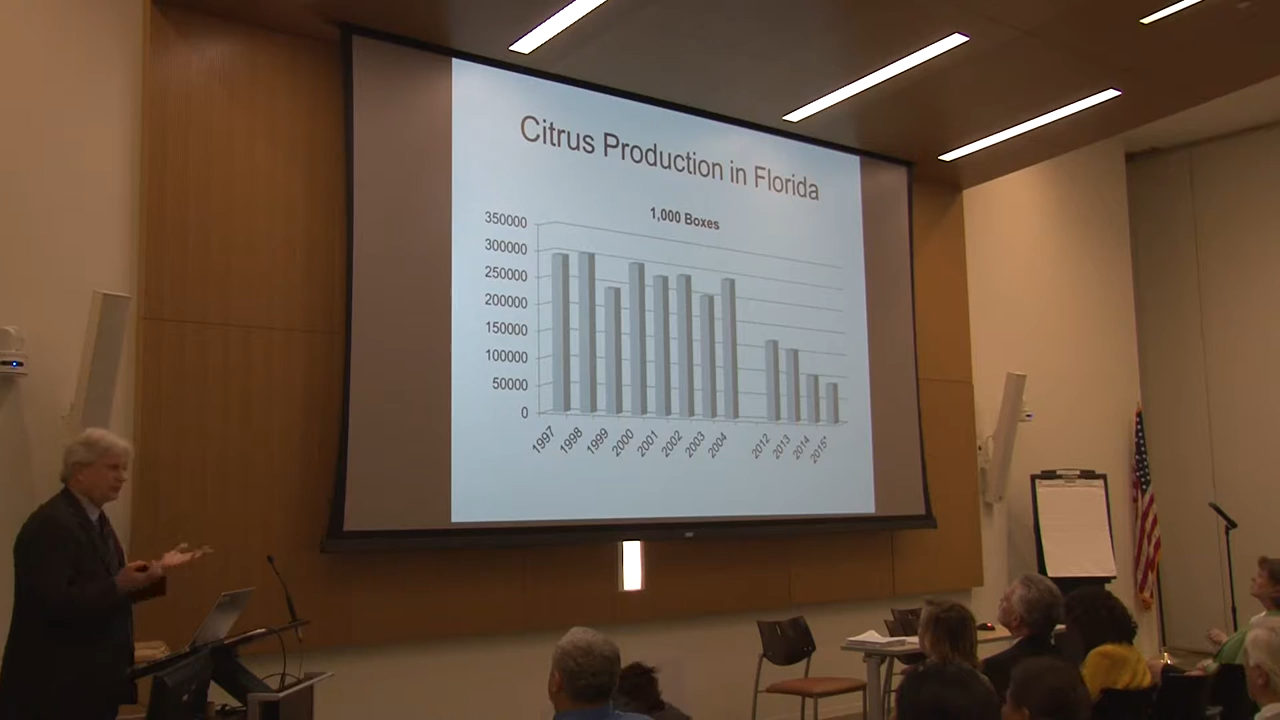 Citrus Production in Florida
1,000 Boxes
350000
300000
250000
200000
150000
100000
50000
0
1997 1998 1999 2000 2001 2002 2003 2004 2012 2013 2014 2015*